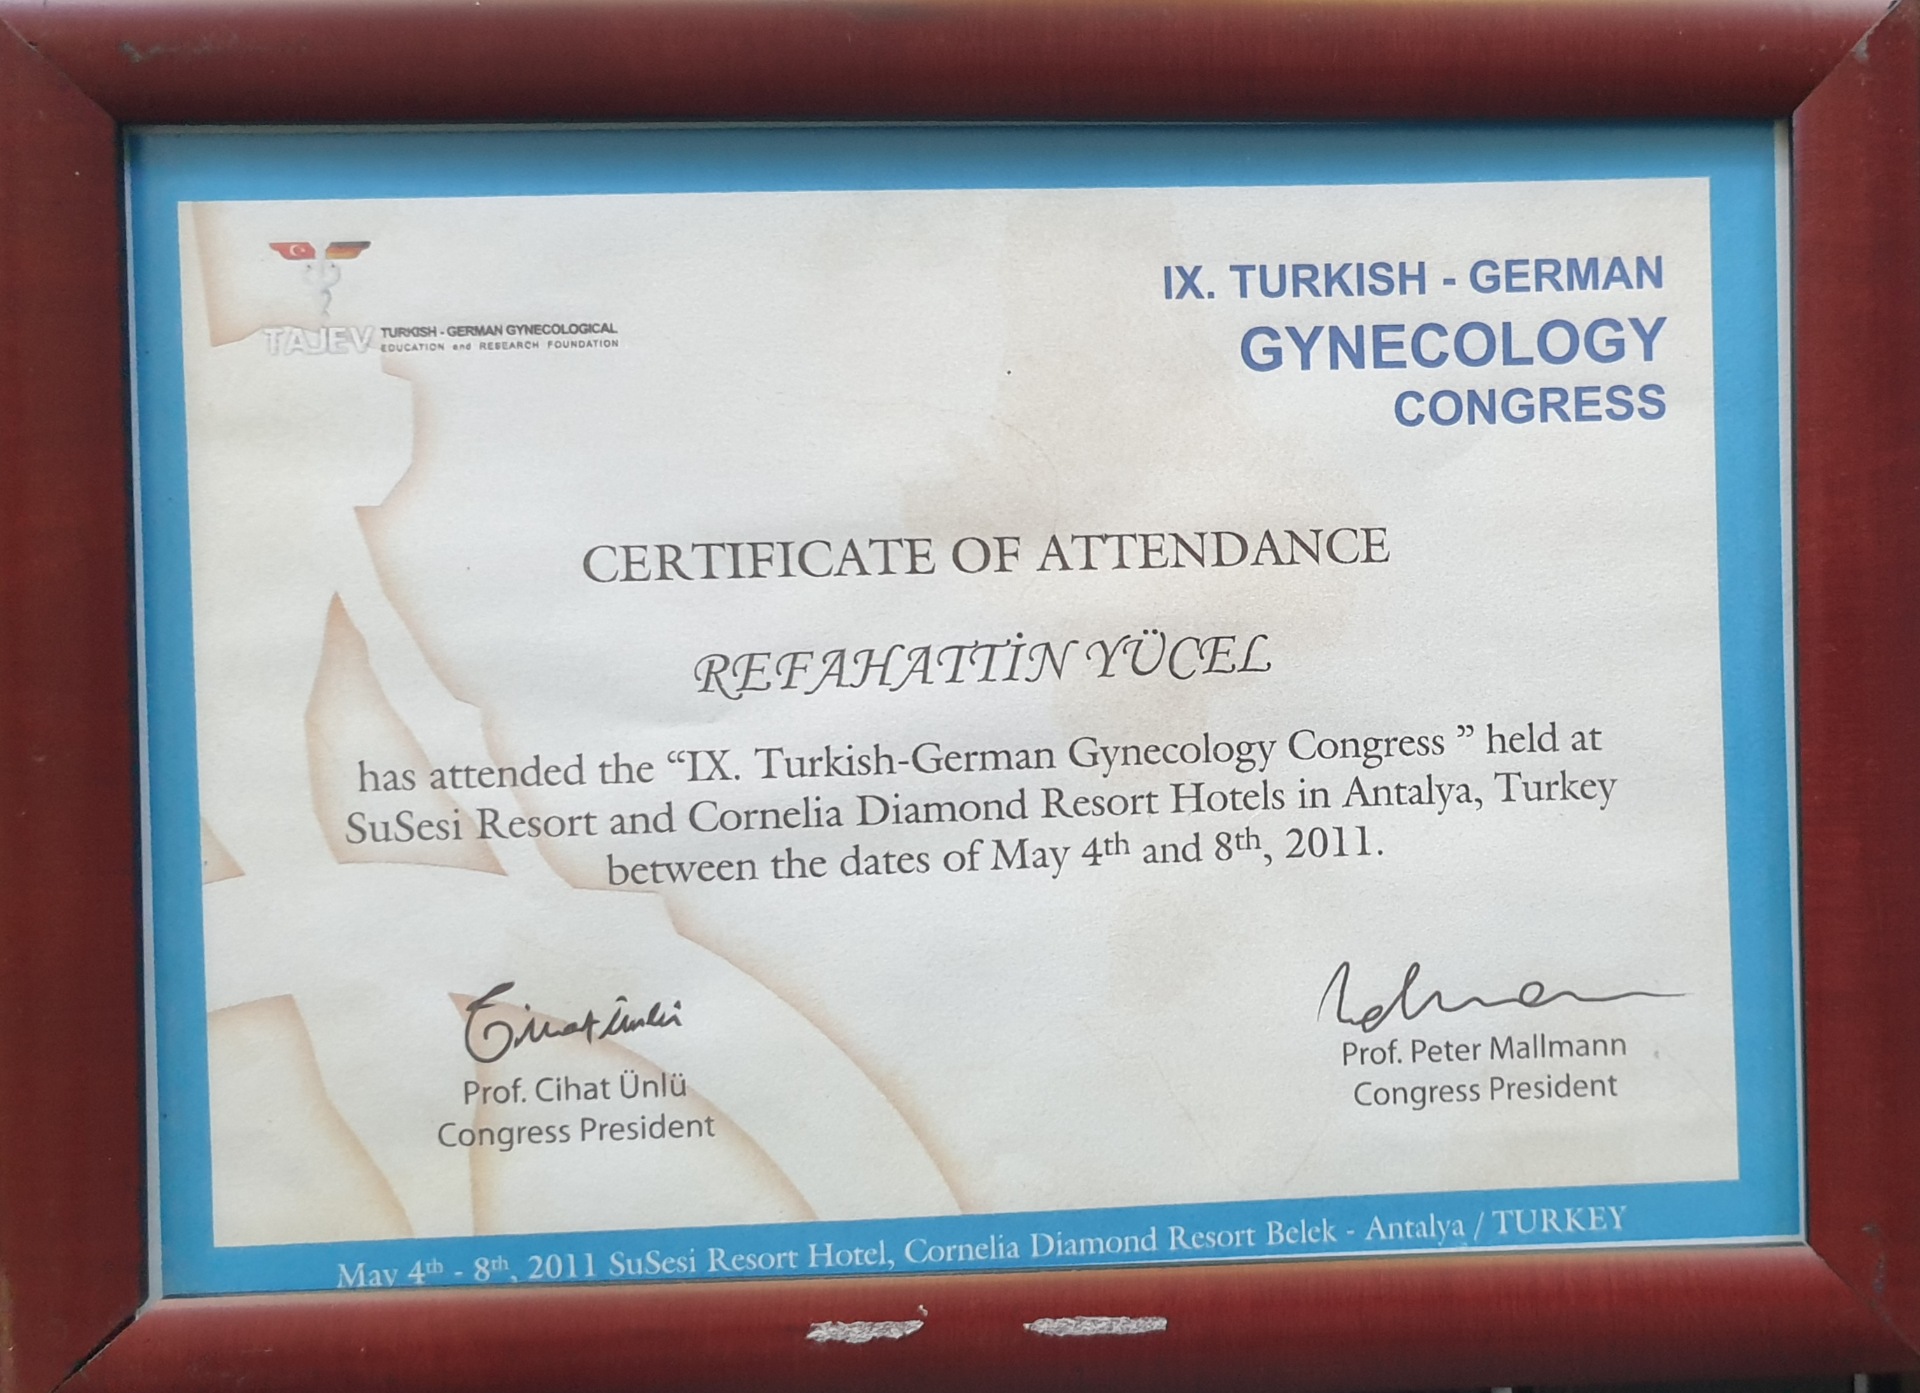 TAJEV TURKISH - GERMAN GYNECOLOGICAL
EDUCATION and RESEARCH FOUNDATION
IX. TURKISH - GERMAN
GYNECOLOGY
CONGRESS
CERTIFICATE OF ATTENDANCE
REFAHATTİN YÜCEL
has attended the “IX. Turkish-German Gynecology Congress ” held at
SuSesi Resort and Cornelia Diamond Resort Hotels in Antalya, Turkey
between the dates of May 4th and 8th, 2011.
Cihat Ünlü
Prof. Cihat Ünlü
Congress President
Prof. Peter Mallmann
Congress President
May 4th - 8th, 2011 SuSesi Resort Hotel, Cornelia Diamond Resort Belek - Antalya / TURKEY